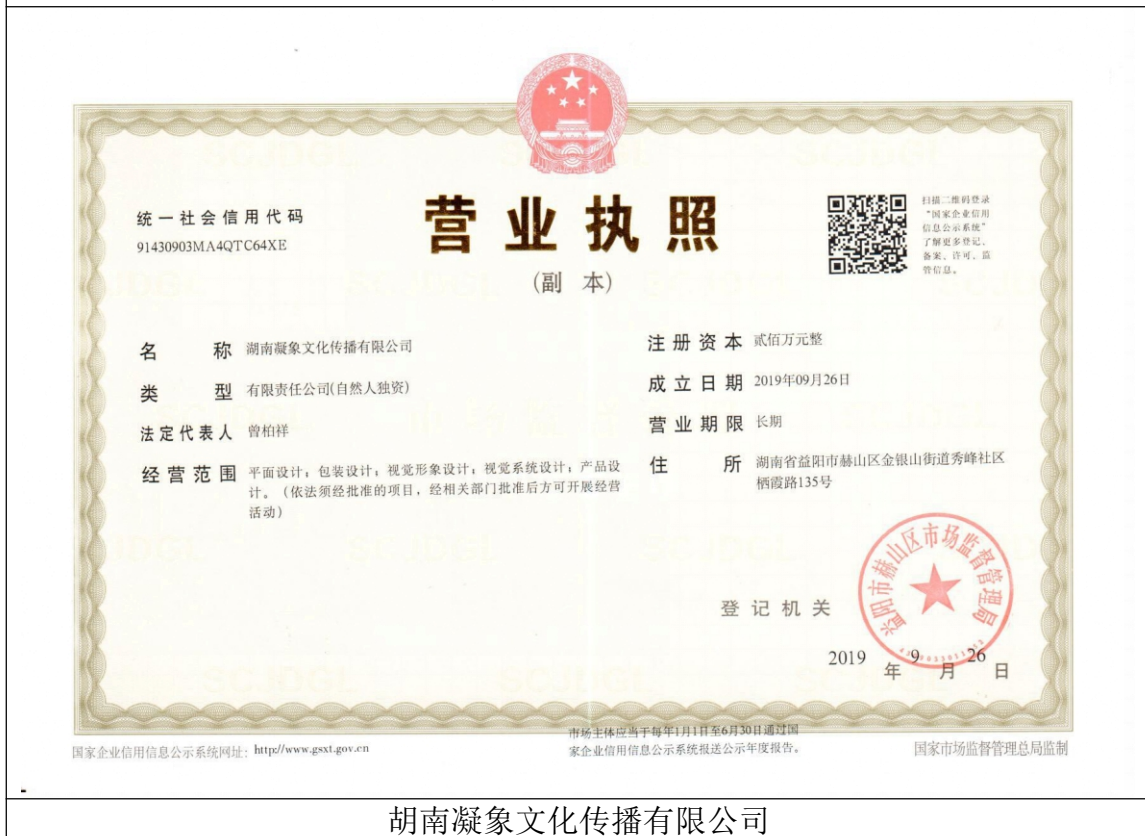 统一社会信用代码
91430903MA4QTC64XE
营业执照
(副 本)
扫描二维码登录
“国家企业信用
信息公示系统”
了解更多登记、
备案、许可、监
管信息。
名 称 湖南凝象文化传播有限公司
类 型 有限责任公司(自然人独资)
法定代表人 曾柏祥
经营范围 平面设计；包装设计；视觉形象设计；视觉系统设计；产品设
计。（依法须经批准的项目，经相关部门批准后方可开展经营
活动）
注册资本 贰佰万元整
成立日期 2019年09月26日
营业期限 长期
住 所 湖南省益阳市赫山区金银山街道秀峰社区
栖霞路135号
登记机关
益阳市赫山区市场监督管理局
2019 年 9 月 26 日
国家企业信用信息公示系统网址: http://www.gsxt.gov.cn
市场主体应当于每年1月1日至6月30日通过国
家企业信用信息公示系统报送公示年度报告。
国家市场监督管理总局监制
胡南凝象文化传播有限公司